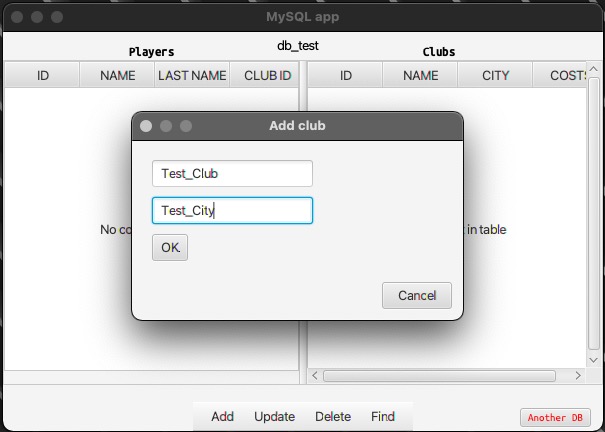 MySQL app
db_test
Players
Clubs
ID NAME LAST NAME CLUB ID
ID NAME CITY COSTS
Add club
Test_Club
Test_City
OK.
Cancel
No co
in table
Add Update Delete Find
Another DB